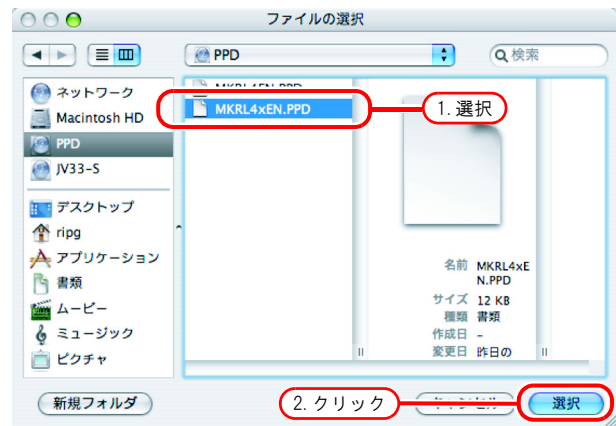 ファイルの選択
PPD
検索
ネットワーク
Macintosh HD
PPD
JV33-S
デスクトップ
ripg
アプリケーション
書類
ムービー
ミュージック
ピクチャ
MKRL4xEN.PPD
1. 選択
名前 MKRL4xE
N.PPD
サイズ 12 KB
種類 書類
作成日 –
変更日 昨日の
新規フォルダ
2. クリック
選択